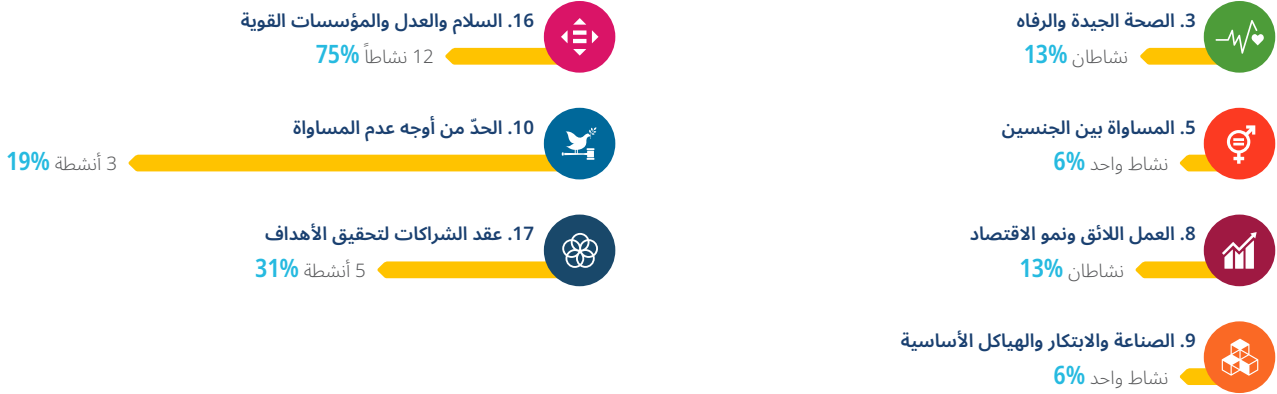 3. الصحة الجيدة والرفاه
نشاطان 13%
5. المساواة بين الجنسين
نشاط واحد 6%
8. العمل اللائق ونمو الاقتصاد
نشاطان 13%
9. الصناعة والابتكار والهياكل الأساسية
نشاط واحد 6%
16. السلام والعدل والمؤسسات القوية
12 نشاطاً 75%
10. الحدّ من أوجه عدم المساواة
3 أنشطة 19%
17. عقد الشراكات لتحقيق الأهداف
5 أنشطة 31%